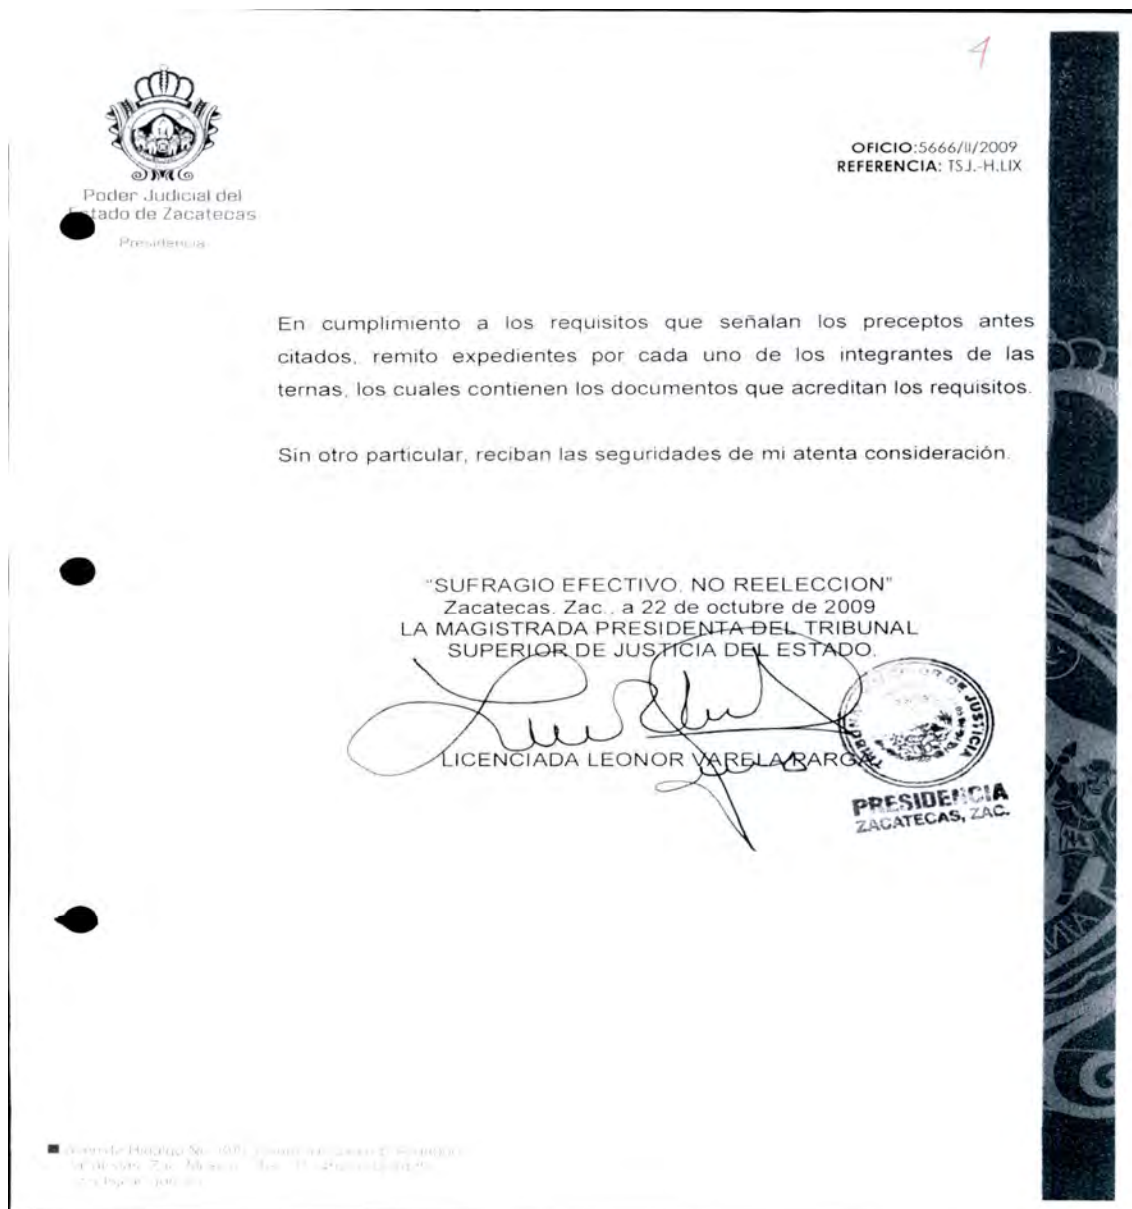 4
OFICIO:5666/II/2009
REFERENCIA: TSJ.-H.LIX
Poder Judicial del
Estado de Zacatecas
Presidencia
En cumplimiento a los requisitos que señalan los preceptos antes
citados, remito expedientes por cada uno de los integrantes de las
ternas, los cuales contienen los documentos que acreditan los requisitos.
Sin otro particular, reciban las seguridades de mi atenta consideración.
"SUFRAGIO EFECTIVO. NO REELECCION"
Zacatecas. Zac., a 22 de octubre de 2009
LA MAGISTRADA PRESIDENTA DEL TRIBUNAL
SUPERIOR DE JUSTICIA DEL ESTADO.
LICENCIADA LEONOR VARELA PARGA
DE JUSTICIA
PRESIDENCIA
ZACATECAS, ZAC.
Avenida Hidalgo